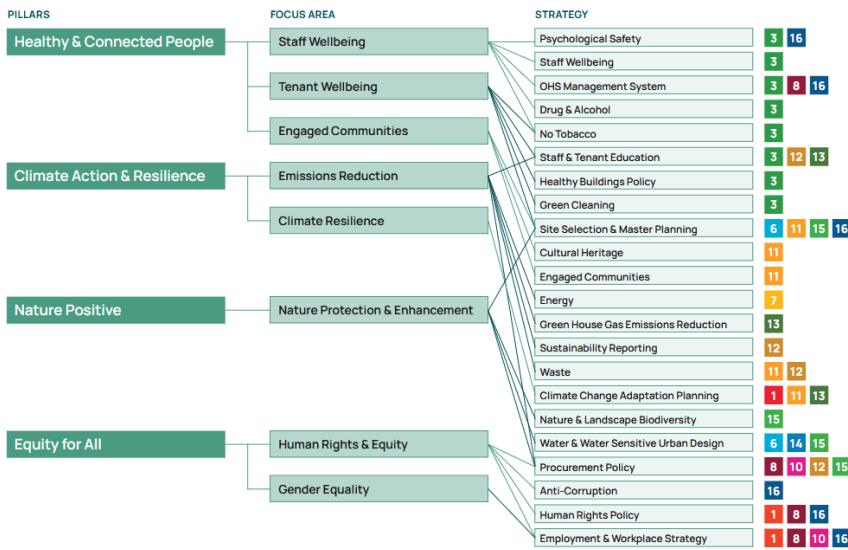 PILLARS FOCUS AREA STRATEGY
Healthy & Connected People Staff Wellbeing Psychological Safety 3 16
Staff Wellbeing 3
Tenant Wellbeing OHS Management System 3 8 16
Drug & Alcohol 3
Engaged Communities No Tobacco 3
Staff & Tenant Education 3 12 13
Climate Action & Resilience Emissions Reduction Healthy Buildings Policy 3
Green Cleaning 3
Climate Resilience Site Selection & Master Planning 6 11 15 16
Cultural Heritage 11
Engaged Communities 11
Energy 7
Nature Positive Nature Protection & Enhancement Green House Gas Emissions Reduction 13
Sustainability Reporting 12
Waste 11 12
Climate Change Adaptation Planning 1 11 13
Nature & Landscape Biodiversity 15
Equity for All Human Rights & Equity Water & Water Sensitive Urban Design 6 14 15
Procurement Policy 8 10 12 15
Gender Equality Anti-Corruption 16
Human Rights Policy 1 8 16
Employment & Workplace Strategy 1 8 10 16